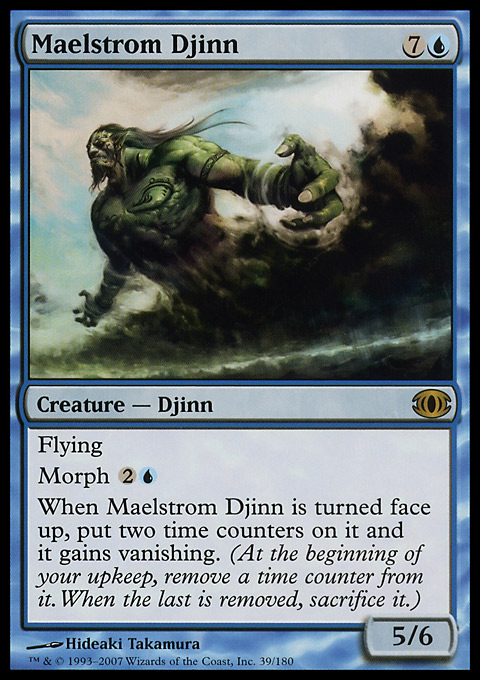 Maelstrom Djinn 7
Creature — Djinn
Flying
Morph 2
When Maelstrom Djinn is turned face
up, put two time counters on it and
it gains vanishing. (At the beginning of
your upkeep, remove a time counter from
it. When the last is removed, sacrifice it.)
Hideaki Takamura
5/6
™ & © 1993–2007 Wizards of the Coast, Inc. 39/180